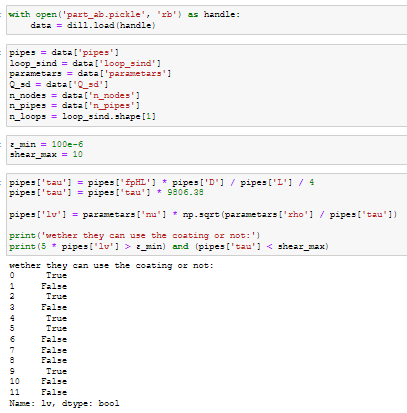 with open('part_ab.pickle', 'rb') as handle:
data = dill.load(handle)
pipes = data['pipes']
loop_sind = data['loop_sind']
parametars = data['parametars']
Q_sd = data['Q_sd']
n_nodes = data['n_nodes']
n_pipes = data['n_pipes']
n_loops = loop_sind.shape[1]
s_min = 100e-6
shear_max = 10
pipes['tau'] = pipes['fpHL'] * pipes['D'] / pipes['L'] / 4
pipes['tau'] = pipes['tau'] * 9806.38
pipes['lv'] = parametars['nu'] * np.sqrt(parametars['rho'] / pipes['tau'])
print('wether they can use the coating or not:')
print(5 * pipes['lv'] > s_min) and (pipes['tau'] < shear_max)
wether they can use the coating or not:
0 True
1 False
2 True
3 False
4 True
5 True
6 False
7 False
8 False
9 True
10 False
11 False
Name: lv, dtype: bool